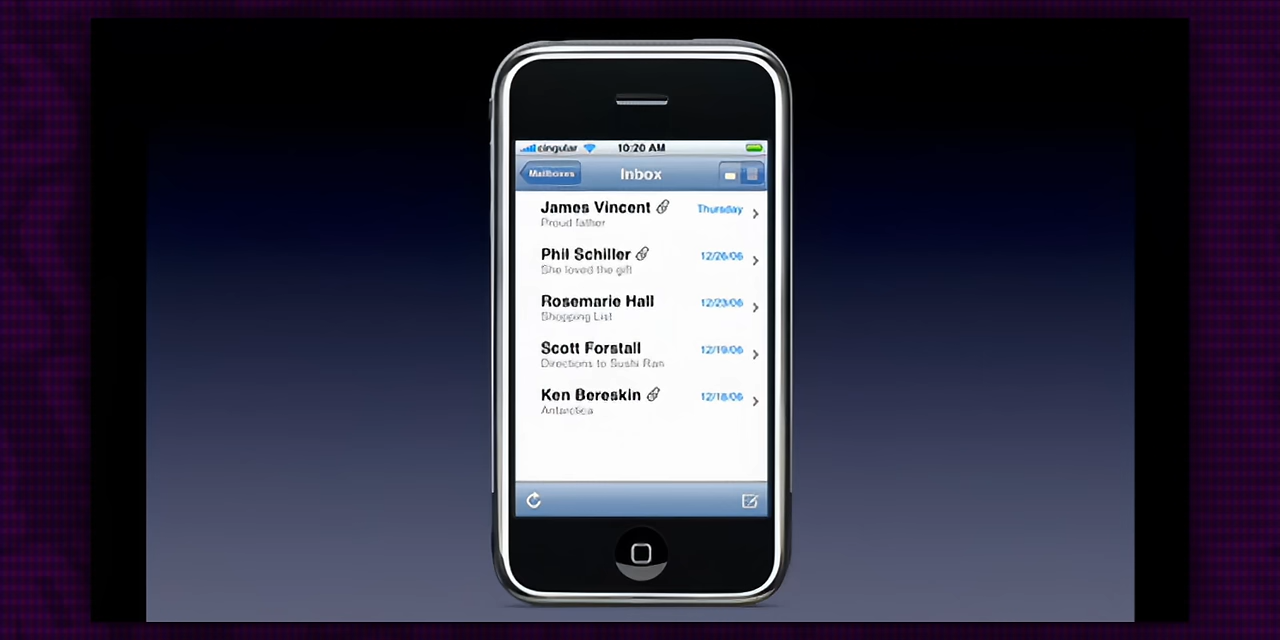 cingular 10:20 AM
Mailboxes Inbox
James Vincent Thursday
Proud father
Phil Schiller 12/26/06
She loved the gift
Rosemarie Hall 12/23/06
Shopping List
Scott Forstall 12/19/06
Directions to Sushi Ran
Ken Bereskin 12/18/06
Antarctica